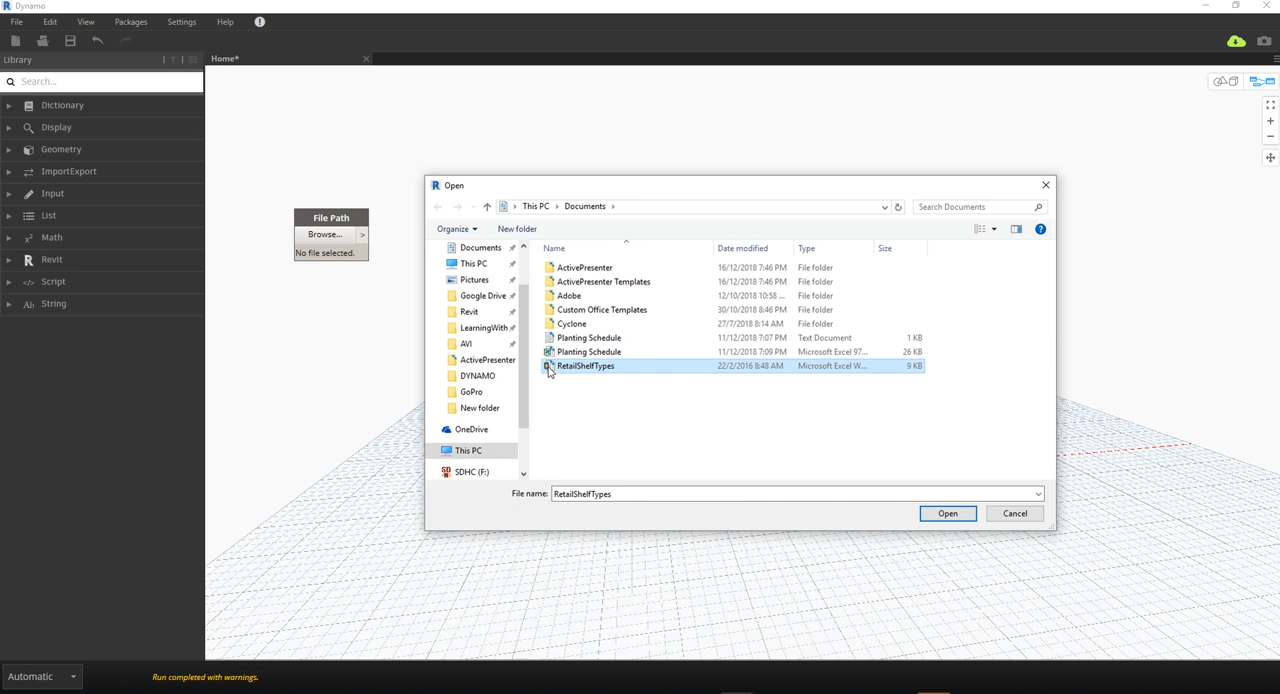 Dynamo
File Edit View Packages Settings Help
Library
Home*
Search...
Dictionary
Display
Geometry
ImportExport
Input
List
Math
Revit
Script
String
File Path
Browse... >
No file selected.
Open
This PC > Documents >
Search Documents
Organize
New folder
Name Date modified Type Size
Documents
This PC
Pictures
Google Drive
Revit
LearningWith
AVI
ActivePresenter
DYNAMO
GoPro
New folder
OneDrive
This PC
SDHC (F:)
ActivePresenter 16/12/2018 7:46 PM File folder
ActivePresenter Templates 16/12/2018 7:46 PM File folder
Adobe 12/10/2018 10:58 ... File folder
Custom Office Templates 30/10/2018 8:46 PM File folder
Cyclone 27/7/2018 8:14 AM File folder
Planting Schedule 11/12/2018 7:07 PM Text Document 1 KB
Planting Schedule 11/12/2018 7:09 PM Microsoft Excel 97... 26 KB
RetailShelfTypes 22/2/2016 8:48 AM Microsoft Excel W... 9 KB
File name: RetailShelfTypes
Open Cancel
Automatic
Run completed with warnings.